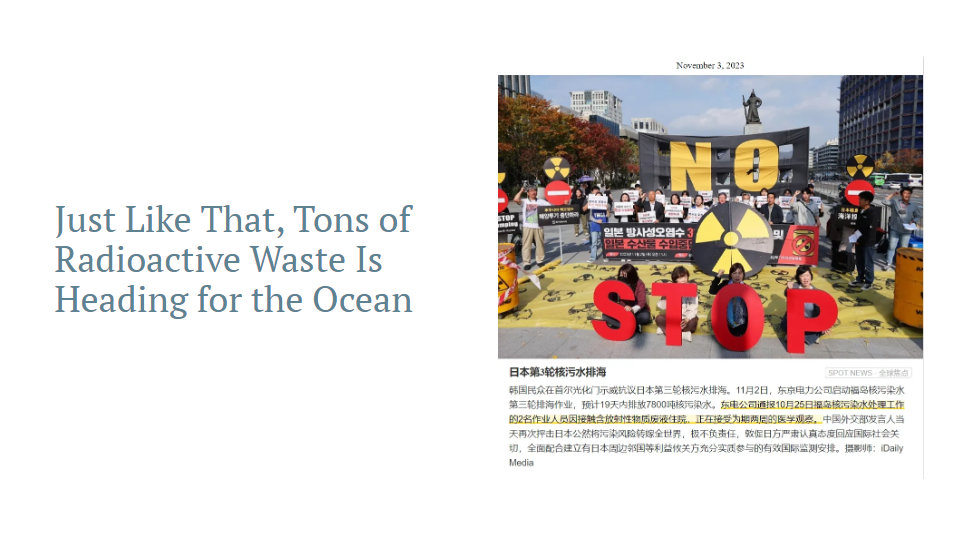 Just Like That, Tons of
Radioactive Waste Is
Heading for the Ocean
November 3, 2023
NO
STOP
일본 방사성오염수 3
일본 수산물 수입
해양투기 중단하라
STOP
日本第3轮核污水排海
SPOT NEWS · 全球焦点
韩国民众在首尔光化门示威抗议日本第三轮核污水排海。11月2日，东京电力公司启动福岛核污染水
第三轮排海作业，预计19天内排放7800吨核污染水。东电公司通报10月25日福岛核污染水处理工作
的2名作业人员因接触含放射性物质废液住院，正在接受为期两周的医学观察。中国外交部发言人当
天再次抨击日本公然将污染风险转嫁全世界，极不负责任，敦促日方严肃认真态度回应国际社会关
切，全面配合建立有日本周边邻国等利益攸关方充分实质参与的有效国际监测安排。摄影师：iDaily
Media